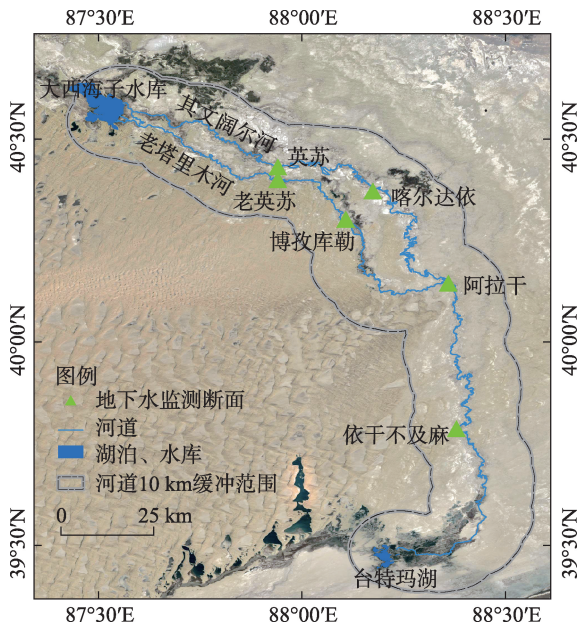 87°30′E
88°00′E
88°30′E
大西海子水库
其文阔尔河
40°30′N
40°30′N
英苏
老塔里木河
喀尔达依
老英苏
博孜库勒
阿拉干
40°00′N
40°00′N
图例
地下水监测断面
河道
依干不及麻
湖泊、水库
河道10 km缓冲范围
0
25 km
39°30′N
39°30′N
台特玛湖
87°30′E
88°00′E
88°30′E